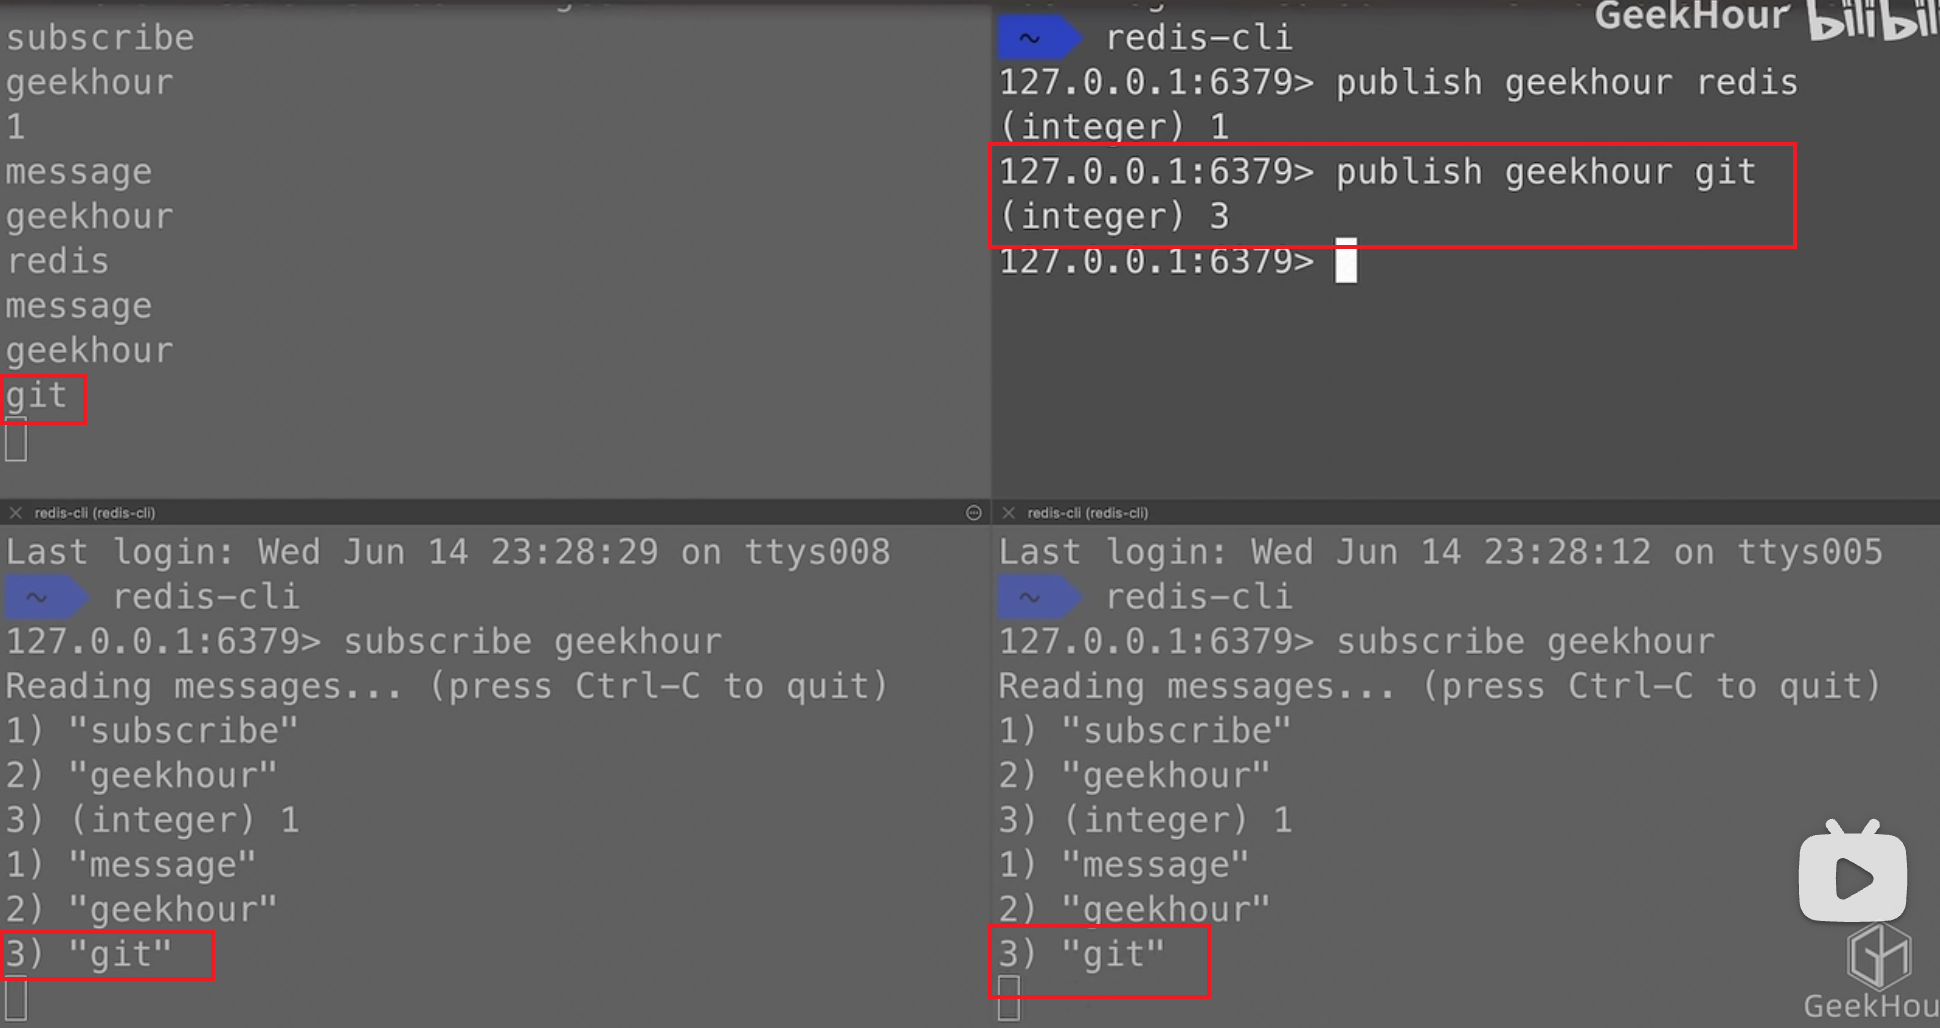 subscribe
geekhour
1
message
geekhour
redis
message
geekhour
git
GeekHour bilibili
~ redis-cli
127.0.0.1:6379> publish geekhour redis
(integer) 1
127.0.0.1:6379> publish geekhour git
(integer) 3
127.0.0.1:6379>
redis-cli (redis-cli)
Last login: Wed Jun 14 23:28:29 on ttys008
~ redis-cli
127.0.0.1:6379> subscribe geekhour
Reading messages... (press Ctrl-C to quit)
1) "subscribe"
2) "geekhour"
3) (integer) 1
1) "message"
2) "geekhour"
3) "git"
redis-cli (redis-cli)
Last login: Wed Jun 14 23:28:12 on ttys005
~ redis-cli
127.0.0.1:6379> subscribe geekhour
Reading messages... (press Ctrl-C to quit)
1) "subscribe"
2) "geekhour"
3) (integer) 1
1) "message"
2) "geekhour"
3) "git"
GeekHou